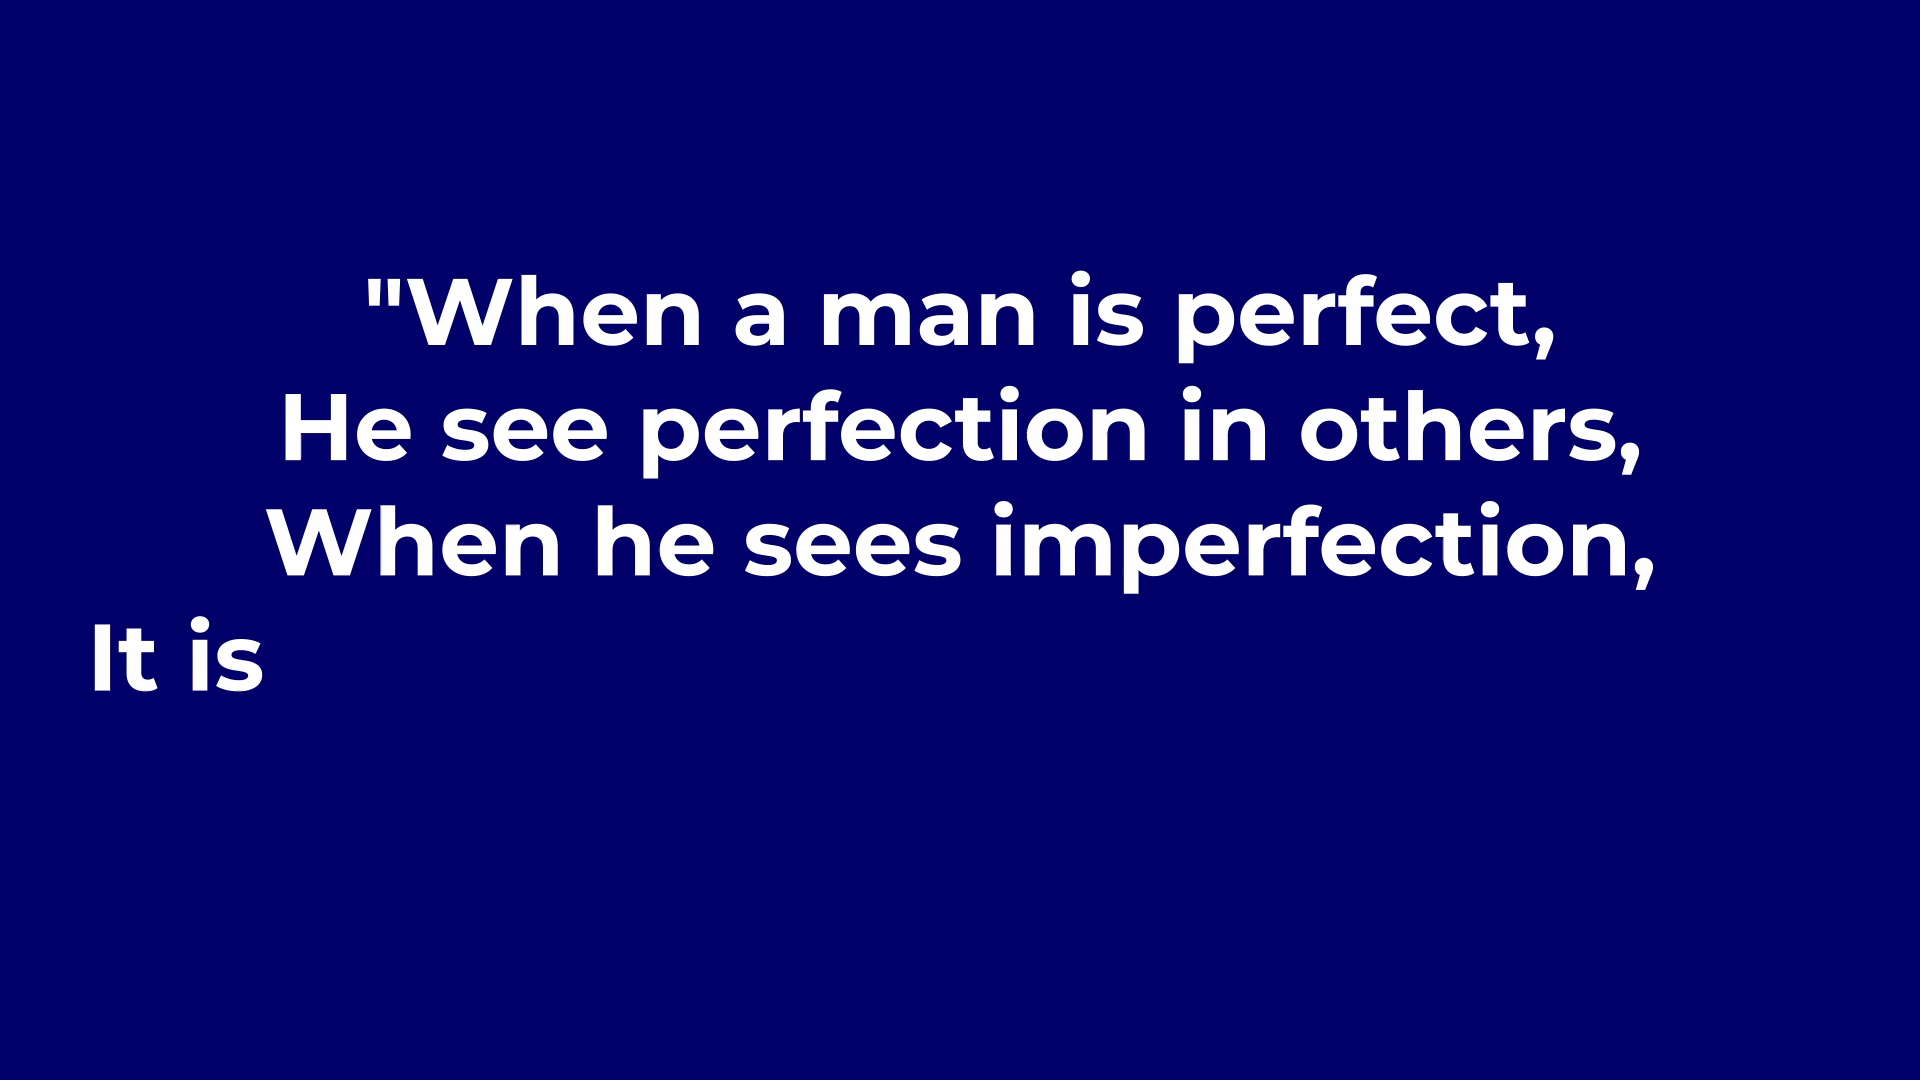 "When a man is perfect,
He see perfection in others,
When he sees imperfection,
It is